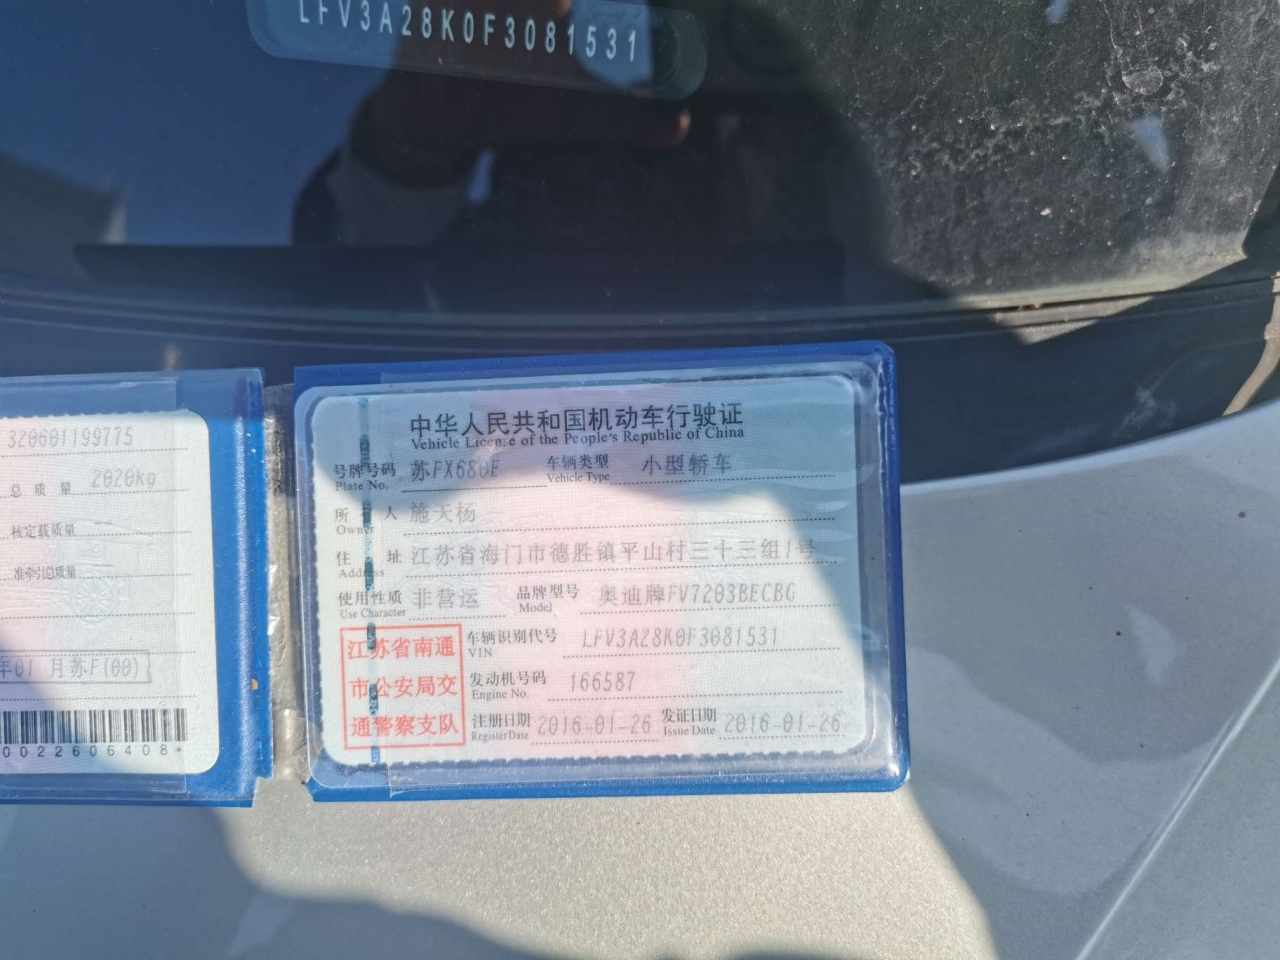 LFV3A28K0F3081531
320601199775
总质量 2020kg
核定载质量
准牵引总质量
年01月苏F(00)
0022606408*
中华人民共和国机动车行驶证
Vehicle License of the People's Republic of China
号牌号码 苏FX680E 车辆类型 小型轿车
Plate No. Vehicle Type
所有人 施天杨
Owner
住址 江苏省海门市德胜镇平山村三十三组1号
Address
使用性质 非营运 品牌型号 奥迪牌FV7203BECBG
Use Character Model
江苏省南通
市公安局交
通警察支队
车辆识别代号 LFV3A28K0F3081531
VIN
发动机号码 166587
Engine No.
注册日期 2016-01-26 发证日期 2016-01-26
Register Date Issue Date